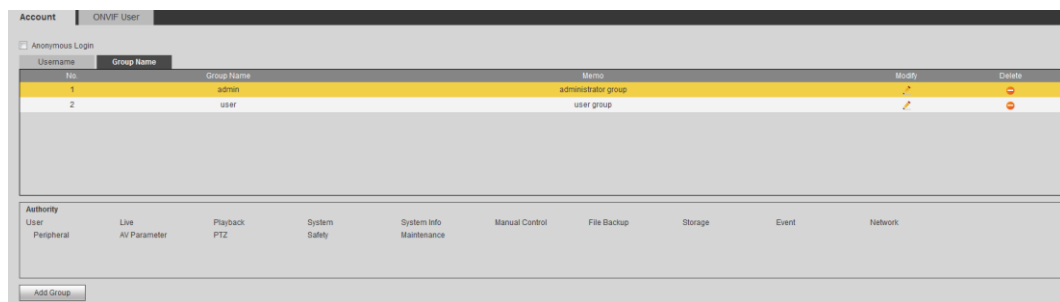 Account ONVIF User
Anonymous Login
Username Group Name
No. Group Name Memo Modify Delete
1 admin administrator group
2 user user group
Authority
User Live Playback System System Info Manual Control File Backup Storage Event Network
Peripheral AV Parameter PTZ Safety Maintenance
Add Group